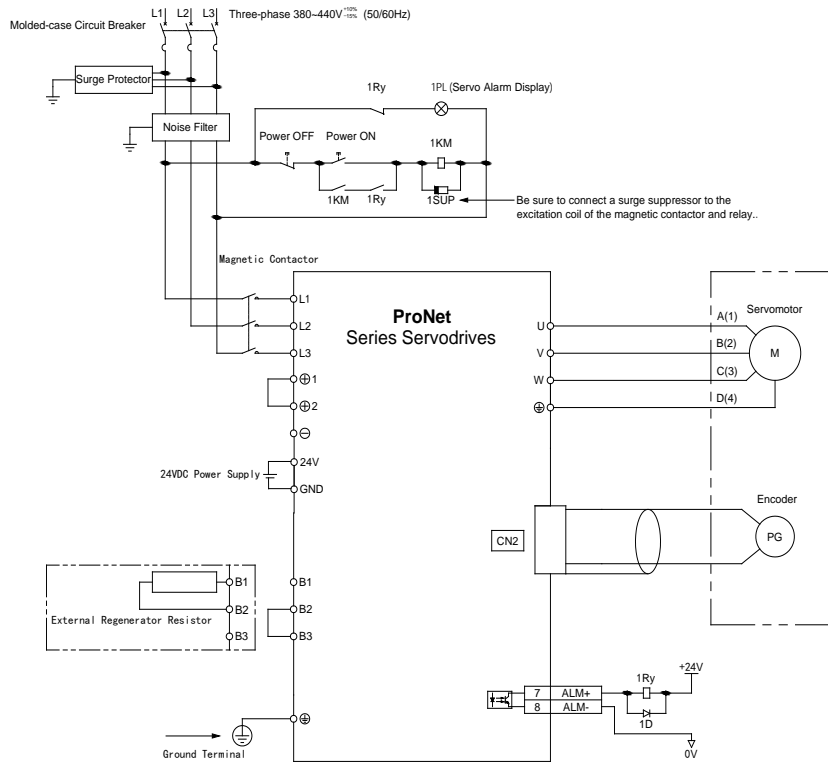 L1 L2 L3 Three-phase 380~440V +10% -15% (50/60Hz)
Molded-case Circuit Breaker
Surge Protector
Noise Filter
1Ry 1PL (Servo Alarm Display)
Power OFF Power ON 1KM
1KM 1Ry 1SUP
Be sure to connect a surge suppressor to the
excitation coil of the magnetic contactor and relay..
Magnetic Contactor
ProNet
Series Servodrives
L1
L2
L3
1
2
24VDC Power Supply
24V
GND
U
V
W
A(1)
B(2)
C(3)
D(4)
Servomotor
M
Encoder
PG
CN2
B1
B2
B3
External Regenerator Resistor
B1
B2
B3
Ground Terminal
7 ALM+
8 ALM-
1Ry
+24V
1D
0V